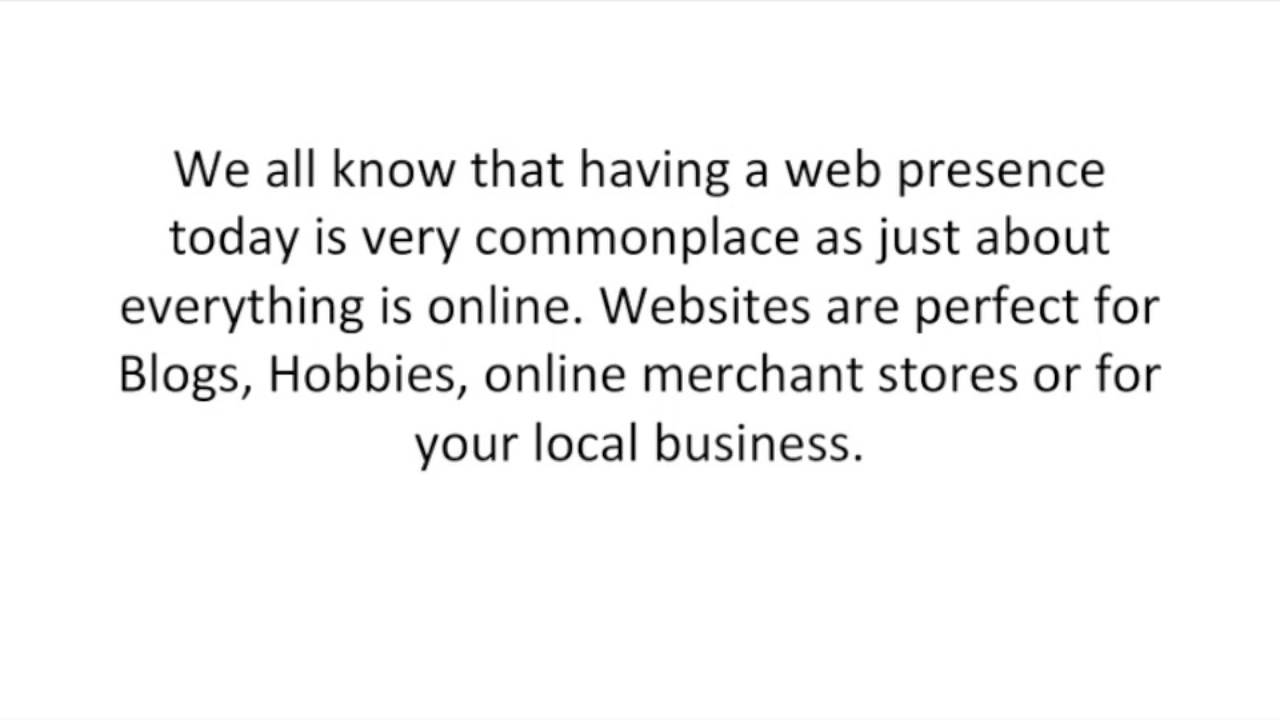 We all know that having a web presence
today is very commonplace as just about
everything is online. Websites are perfect for
Blogs, Hobbies, online merchant stores or for
your local business.